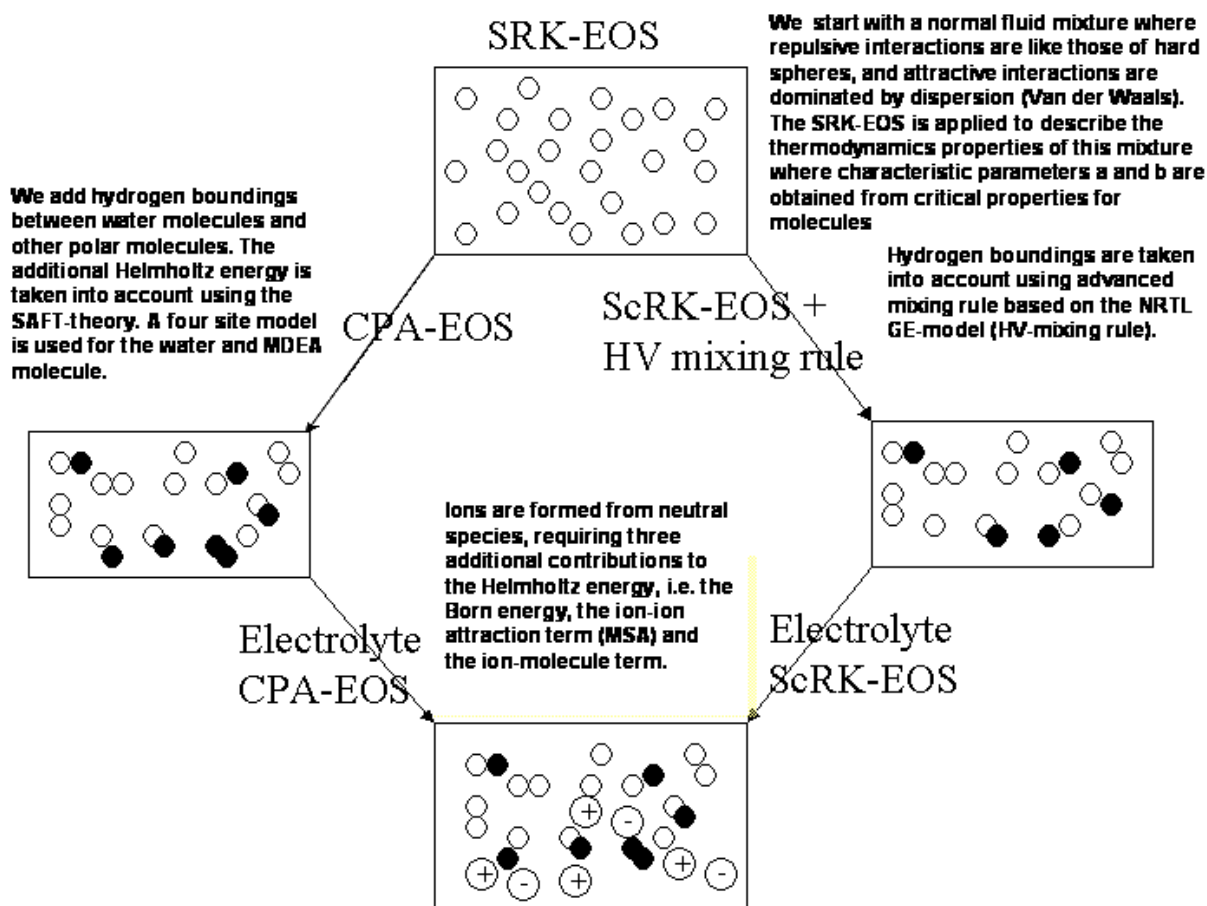 SRK-EOS
We start with a normal fluid mixture where
repulsive interactions are like those of hard
spheres, and attractive interactions are
dominated by dispersion (Van der Waals).
The SRK-EOS is applied to describe the
thermodynamics properties of this mixture
where characteristic parameters a and b are
obtained from critical properties for
molecules
We add hydrogen boundings
between water molecules and
other polar molecules. The
additional Helmholtz energy is
taken into account using the
SAFT-theory. A four site model
is used for the water and MDEA
molecule.
CPA-EOS
ScRK-EOS +
HV mixing rule
Hydrogen boundings are taken
into account using advanced
mixing rule based on the NRTL
GE-model (HV-mixing rule).
Ions are formed from neutral
species, requiring three
additional contributions to
the Helmholtz energy, i.e. the
Born energy, the ion-ion
attraction term (MSA) and
the ion-molecule term.
Electrolyte
CPA-EOS
Electrolyte
ScRK-EOS
+
-
+
-
+
+
-